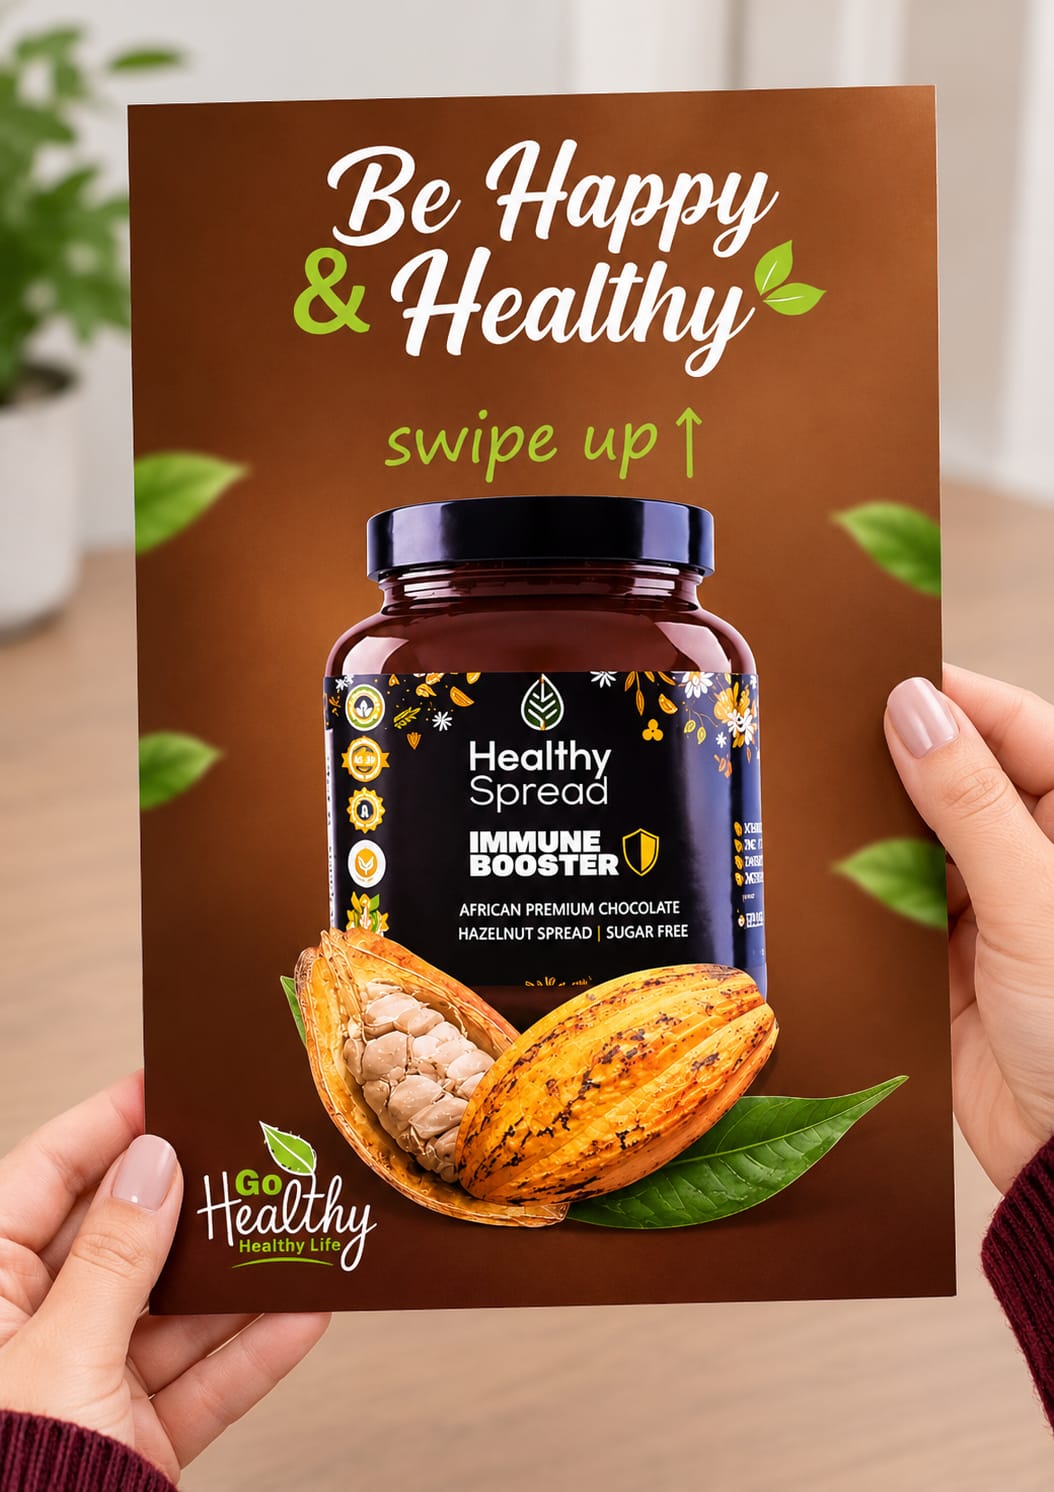 Be Happy
& Healthy
swipe up ↑
Healthy
Spread
IMMUNE
BOOSTER
AFRICAN PREMIUM CHOCOLATE
HAZELNUT SPREAD | SUGAR FREE
Go
Healthy
Healthy Life